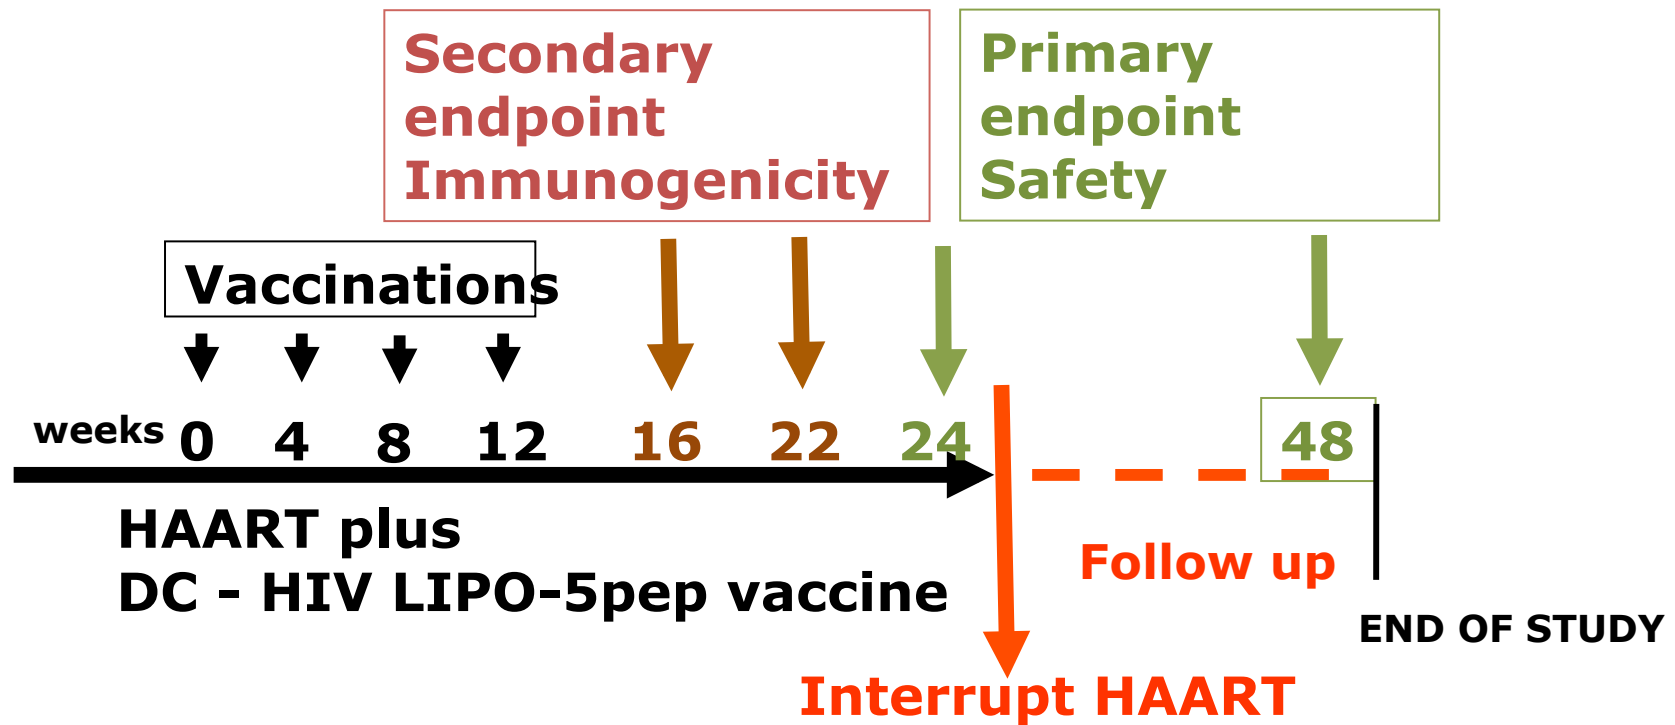 Secondary
endpoint
Immunogenicity
Primary
endpoint
Safety
Vaccinations
weeks 0 4 8 12 16 22 24 48
HAART plus
DC - HIV LIPO-5pep vaccine
Follow up
END OF STUDY
Interrupt HAART